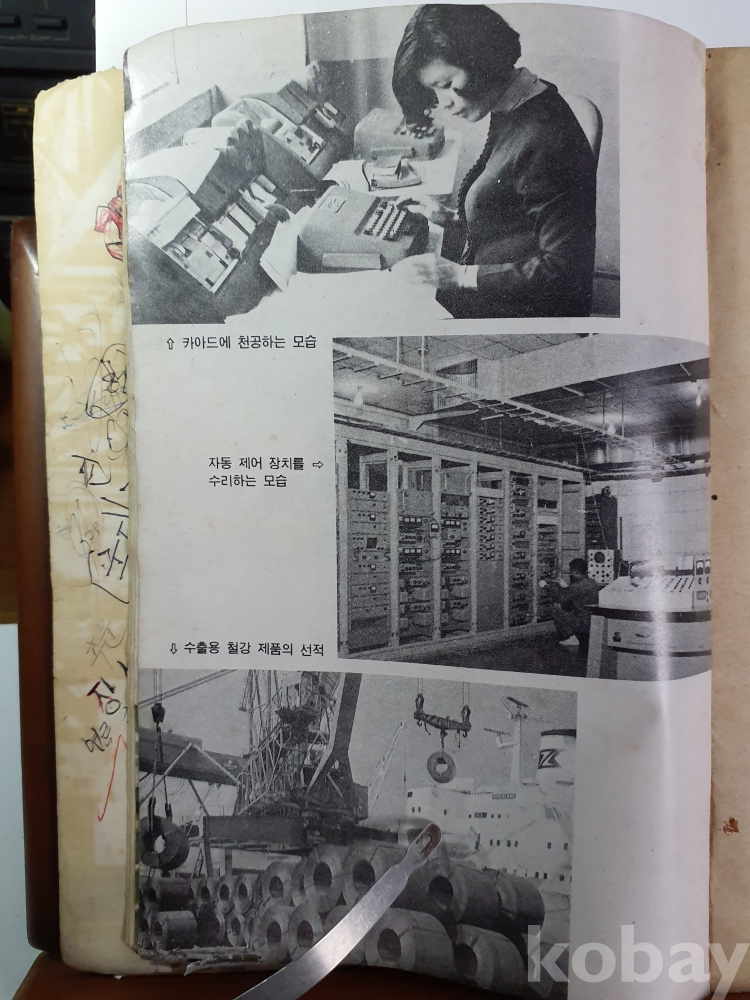 ⇧ 카아드에 천공하는 모습
자동 제어 장치를 ⇨
수리하는 모습
⇩ 수출용 철강 제품의 선적
kobay